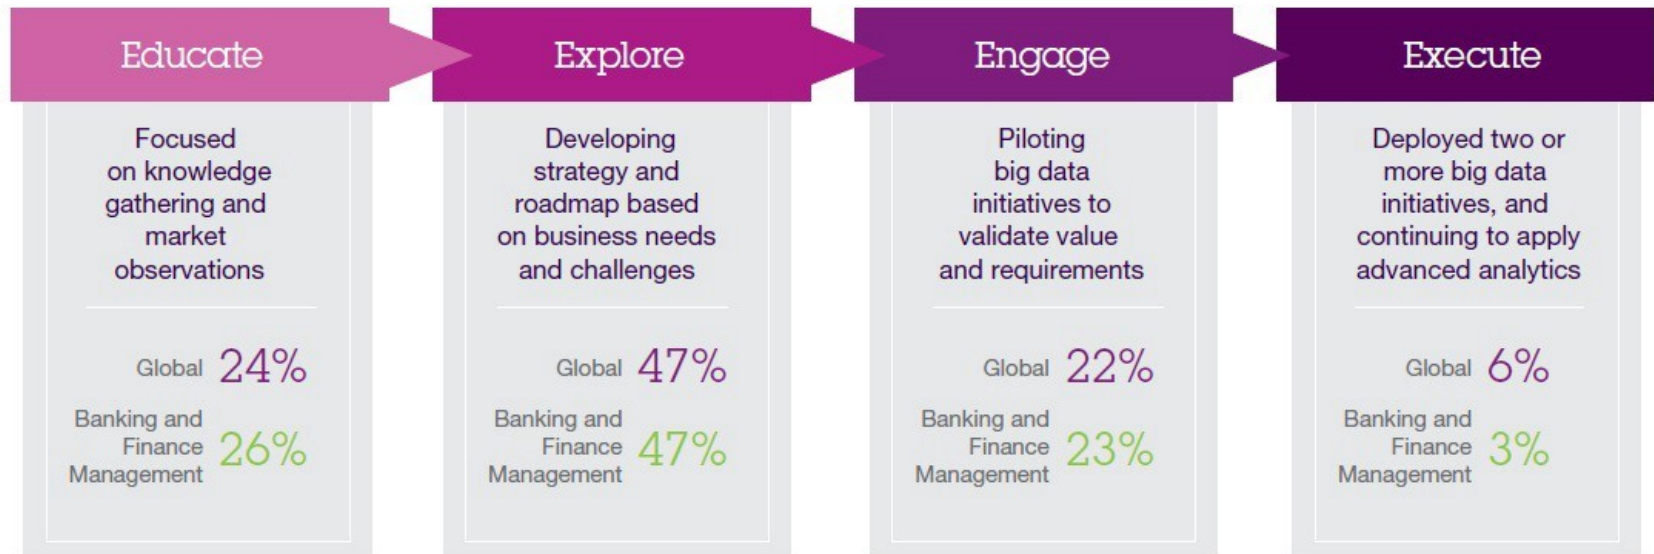 Educate
Focused
on knowledge
gathering and
market
observations
Global 24%
Banking and
Finance
Management 26%
Explore
Developing
strategy and
roadmap based
on business needs
and challenges
Global 47%
Banking and
Finance
Management 47%
Engage
Piloting
big data
initiatives to
validate value
and requirements
Global 22%
Banking and
Finance
Management 23%
Execute
Deployed two or
more big data
initiatives, and
continuing to apply
advanced analytics
Global 6%
Banking and
Finance
Management 3%